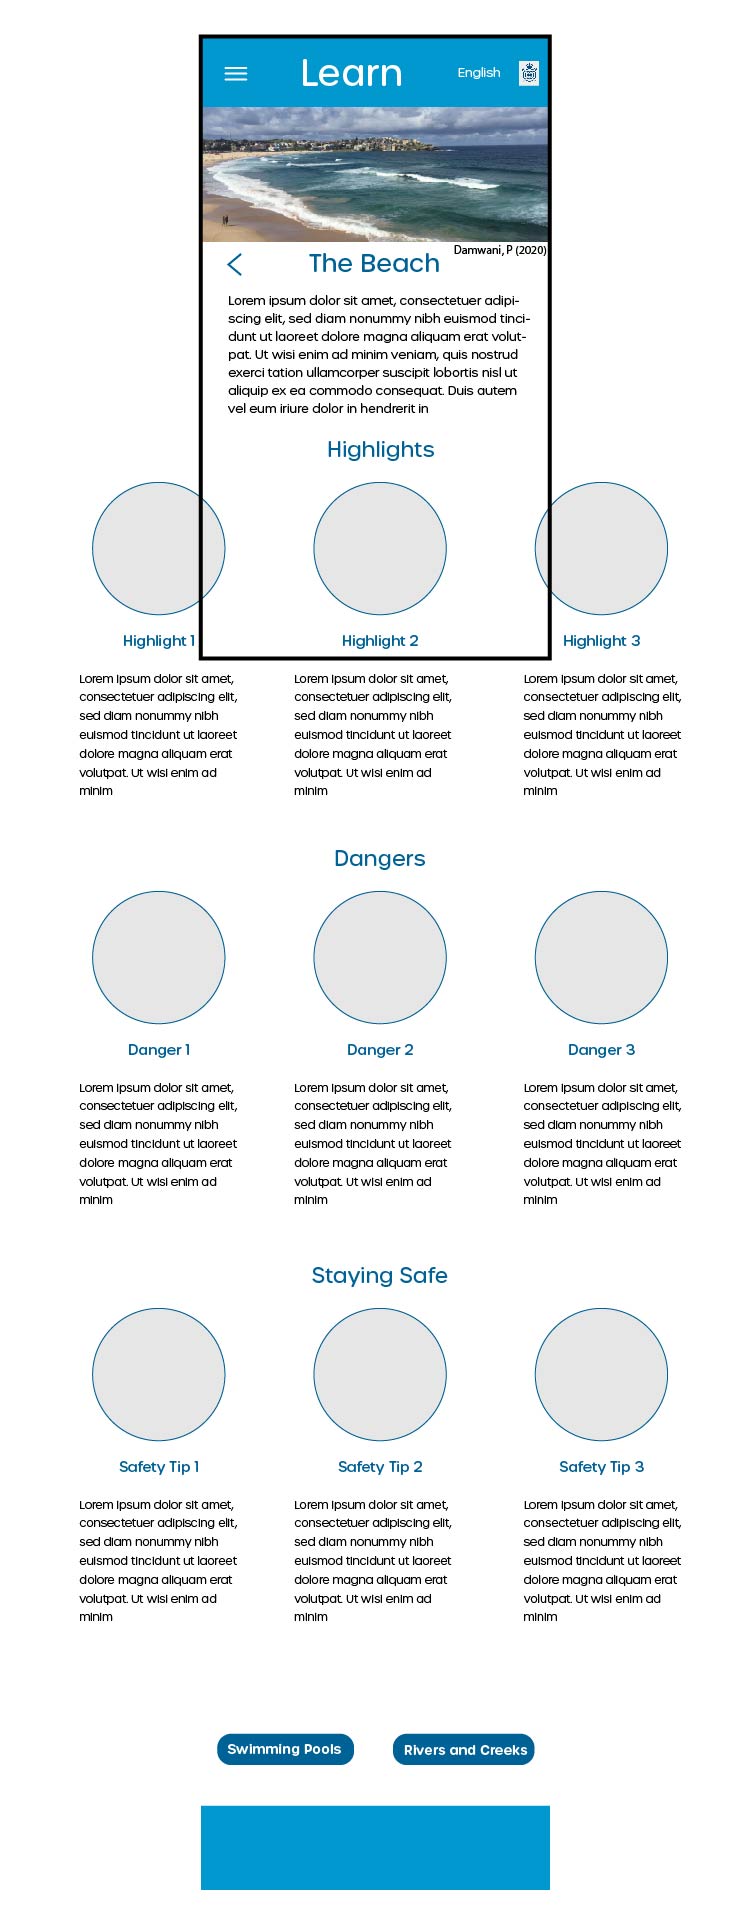 Learn
English
Damwani, P (2020)
The Beach
Lorem ipsum dolor sit amet, consectetuer adipi-
scing elit, sed diam nonummy nibh euismod tinci-
dunt ut laoreet dolore magna aliquam erat volut-
pat. Ut wisi enim ad minim veniam, quis nostrud
exerci tation ullamcorper suscipit lobortis nisl ut
aliquip ex ea commodo consequat. Duis autem
vel eum iriure dolor in hendrerit in
Highlights
Highlight 1
Lorem ipsum dolor sit amet,
consectetuer adipiscing elit,
sed diam nonummy nibh
euismod tincidunt ut laoreet
dolore magna aliquam erat
volutpat. Ut wisi enim ad
minim
Highlight 2
Lorem ipsum dolor sit amet,
consectetuer adipiscing elit,
sed diam nonummy nibh
euismod tincidunt ut laoreet
dolore magna aliquam erat
volutpat. Ut wisi enim ad
minim
Highlight 3
Lorem ipsum dolor sit amet,
consectetuer adipiscing elit,
sed diam nonummy nibh
euismod tincidunt ut laoreet
dolore magna aliquam erat
volutpat. Ut wisi enim ad
minim
Dangers
Danger 1
Lorem ipsum dolor sit amet,
consectetuer adipiscing elit,
sed diam nonummy nibh
euismod tincidunt ut laoreet
dolore magna aliquam erat
volutpat. Ut wisi enim ad
minim
Danger 2
Lorem ipsum dolor sit amet,
consectetuer adipiscing elit,
sed diam nonummy nibh
euismod tincidunt ut laoreet
dolore magna aliquam erat
volutpat. Ut wisi enim ad
minim
Danger 3
Lorem ipsum dolor sit amet,
consectetuer adipiscing elit,
sed diam nonummy nibh
euismod tincidunt ut laoreet
dolore magna aliquam erat
volutpat. Ut wisi enim ad
minim
Staying Safe
Safety Tip 1
Lorem ipsum dolor sit amet,
consectetuer adipiscing elit,
sed diam nonummy nibh
euismod tincidunt ut laoreet
dolore magna aliquam erat
volutpat. Ut wisi enim ad
minim
Safety Tip 2
Lorem ipsum dolor sit amet,
consectetuer adipiscing elit,
sed diam nonummy nibh
euismod tincidunt ut laoreet
dolore magna aliquam erat
volutpat. Ut wisi enim ad
minim
Safety Tip 3
Lorem ipsum dolor sit amet,
consectetuer adipiscing elit,
sed diam nonummy nibh
euismod tincidunt ut laoreet
dolore magna aliquam erat
volutpat. Ut wisi enim ad
minim
Swimming Pools
Rivers and Creeks